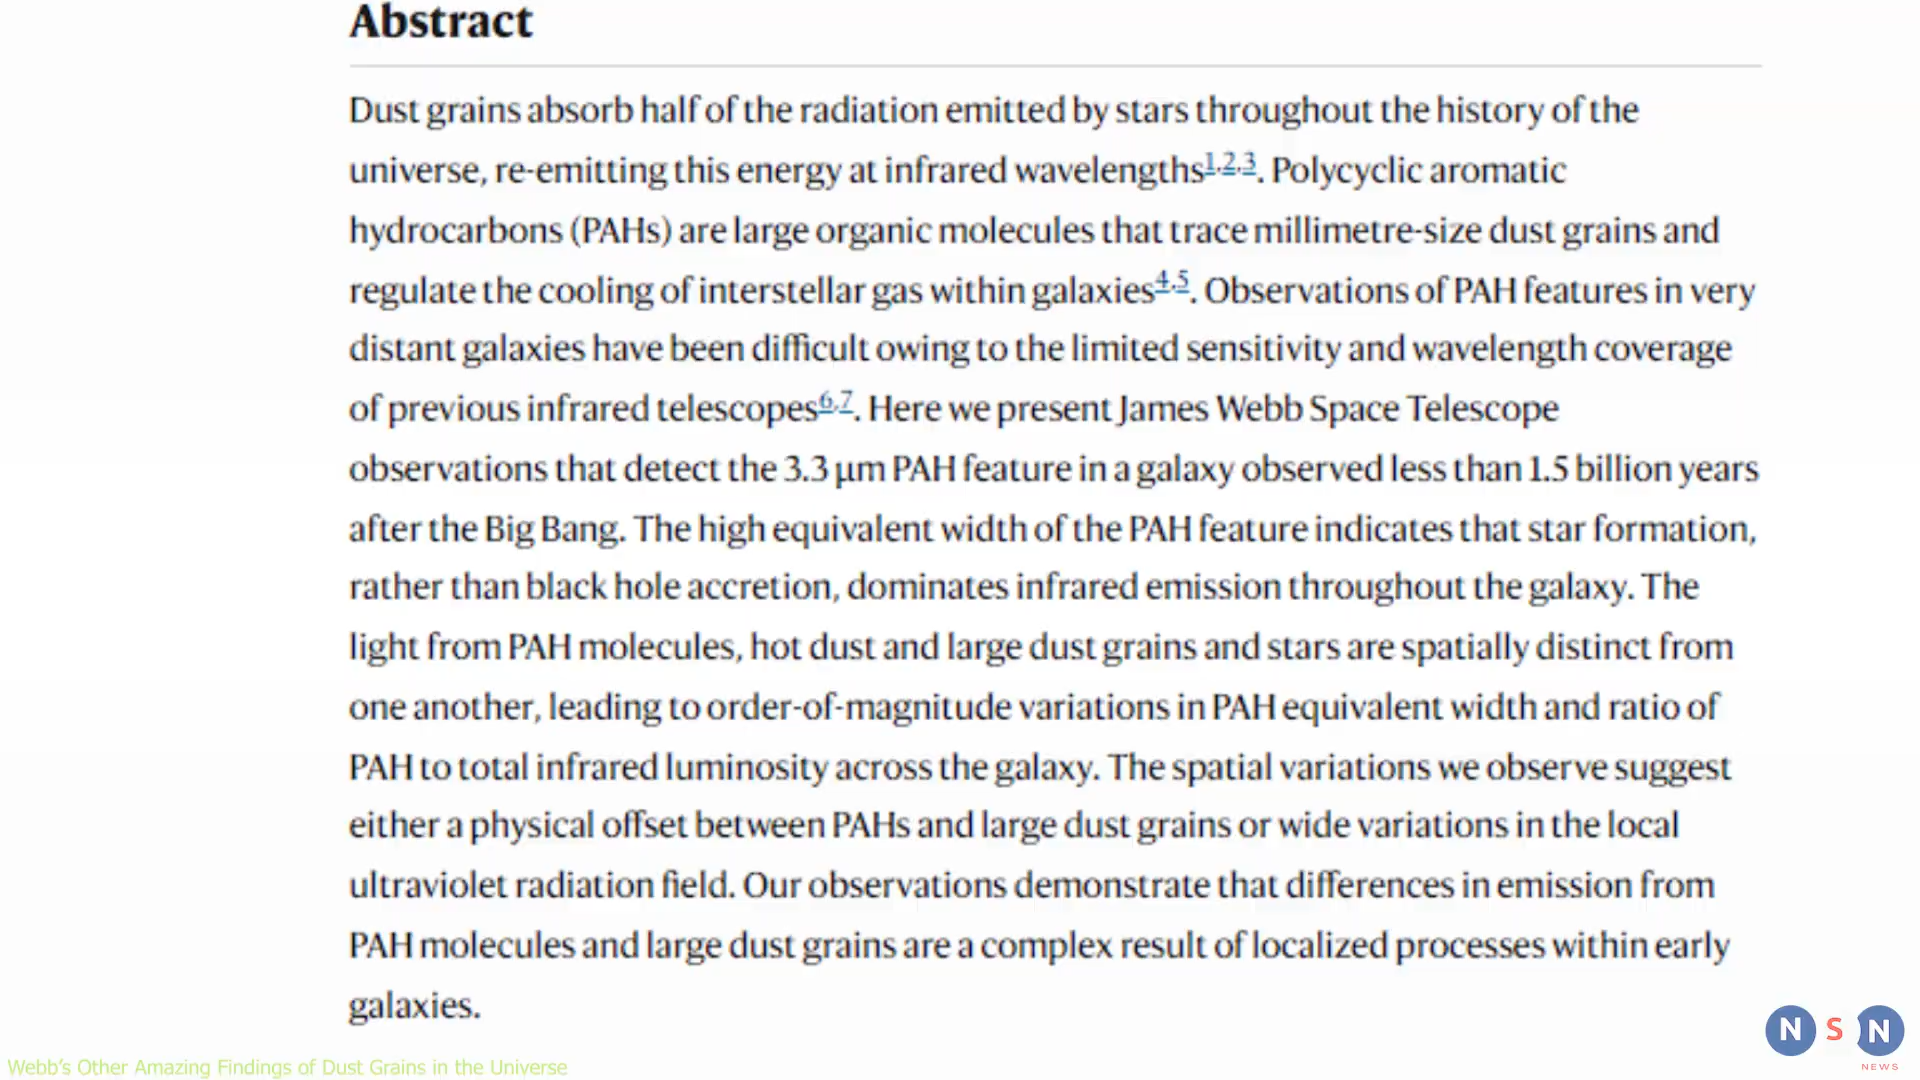 Abstract
Dust grains absorb half of the radiation emitted by stars throughout the history of the
universe, re-emitting this energy at infrared wavelengths1,2,3. Polycyclic aromatic
hydrocarbons (PAHs) are large organic molecules that trace millimetre-size dust grains and
regulate the cooling of interstellar gas within galaxies4,5. Observations of PAH features in very
distant galaxies have been difficult owing to the limited sensitivity and wavelength coverage
of previous infrared telescopes6,7. Here we present James Webb Space Telescope
observations that detect the 3.3 μm PAH feature in a galaxy observed less than 1.5 billion years
after the Big Bang. The high equivalent width of the PAH feature indicates that star formation,
rather than black hole accretion, dominates infrared emission throughout the galaxy. The
light from PAH molecules, hot dust and large dust grains and stars are spatially distinct from
one another, leading to order-of-magnitude variations in PAH equivalent width and ratio of
PAH to total infrared luminosity across the galaxy. The spatial variations we observe suggest
either a physical offset between PAHs and large dust grains or wide variations in the local
ultraviolet radiation field. Our observations demonstrate that differences in emission from
PAH molecules and large dust grains are a complex result of localized processes within early
galaxies.
N S N
NEWS
Webb's Other Amazing Findings of Dust Grains in the Universe